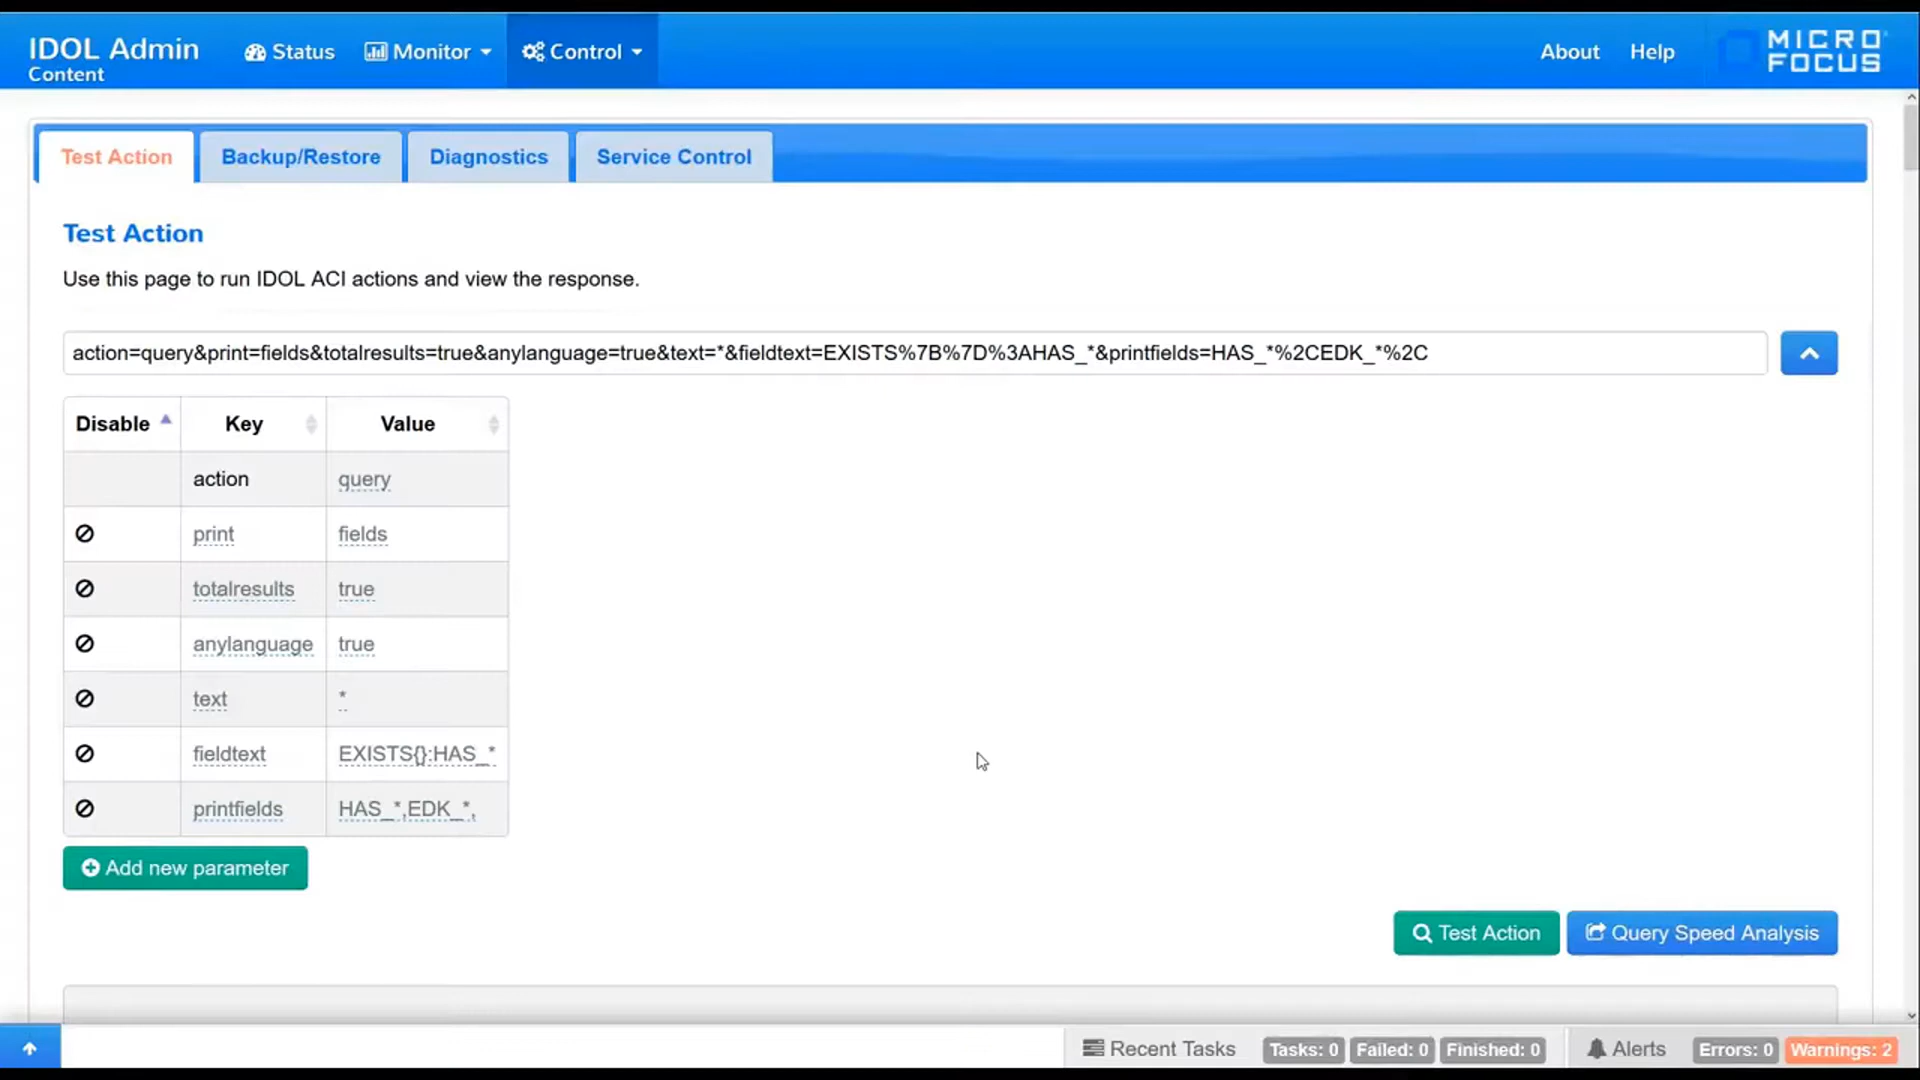 IDOL Admin
Content
Status
Monitor
Control
About
Help
MICRO
FOCUS
Test Action
Backup/Restore
Diagnostics
Service Control
Test Action
Use this page to run IDOL ACI actions and view the response.
action=query&print=fields&totalresults=true&anylanguage=true&text=*&fieldtext=EXISTS%7B%7D%3AHAS_*&printfields=HAS_*%2CEDK_*%2C
Disable Key Value
action query
print fields
totalresults true
anylanguage true
text *
fieldtext EXISTS{}:HAS_*
printfields HAS_*,EDK_*,
Add new parameter
Test Action
Query Speed Analysis
Recent Tasks Tasks: 0 Failed: 0 Finished: 0 Alerts Errors: 0 Warnings: 2